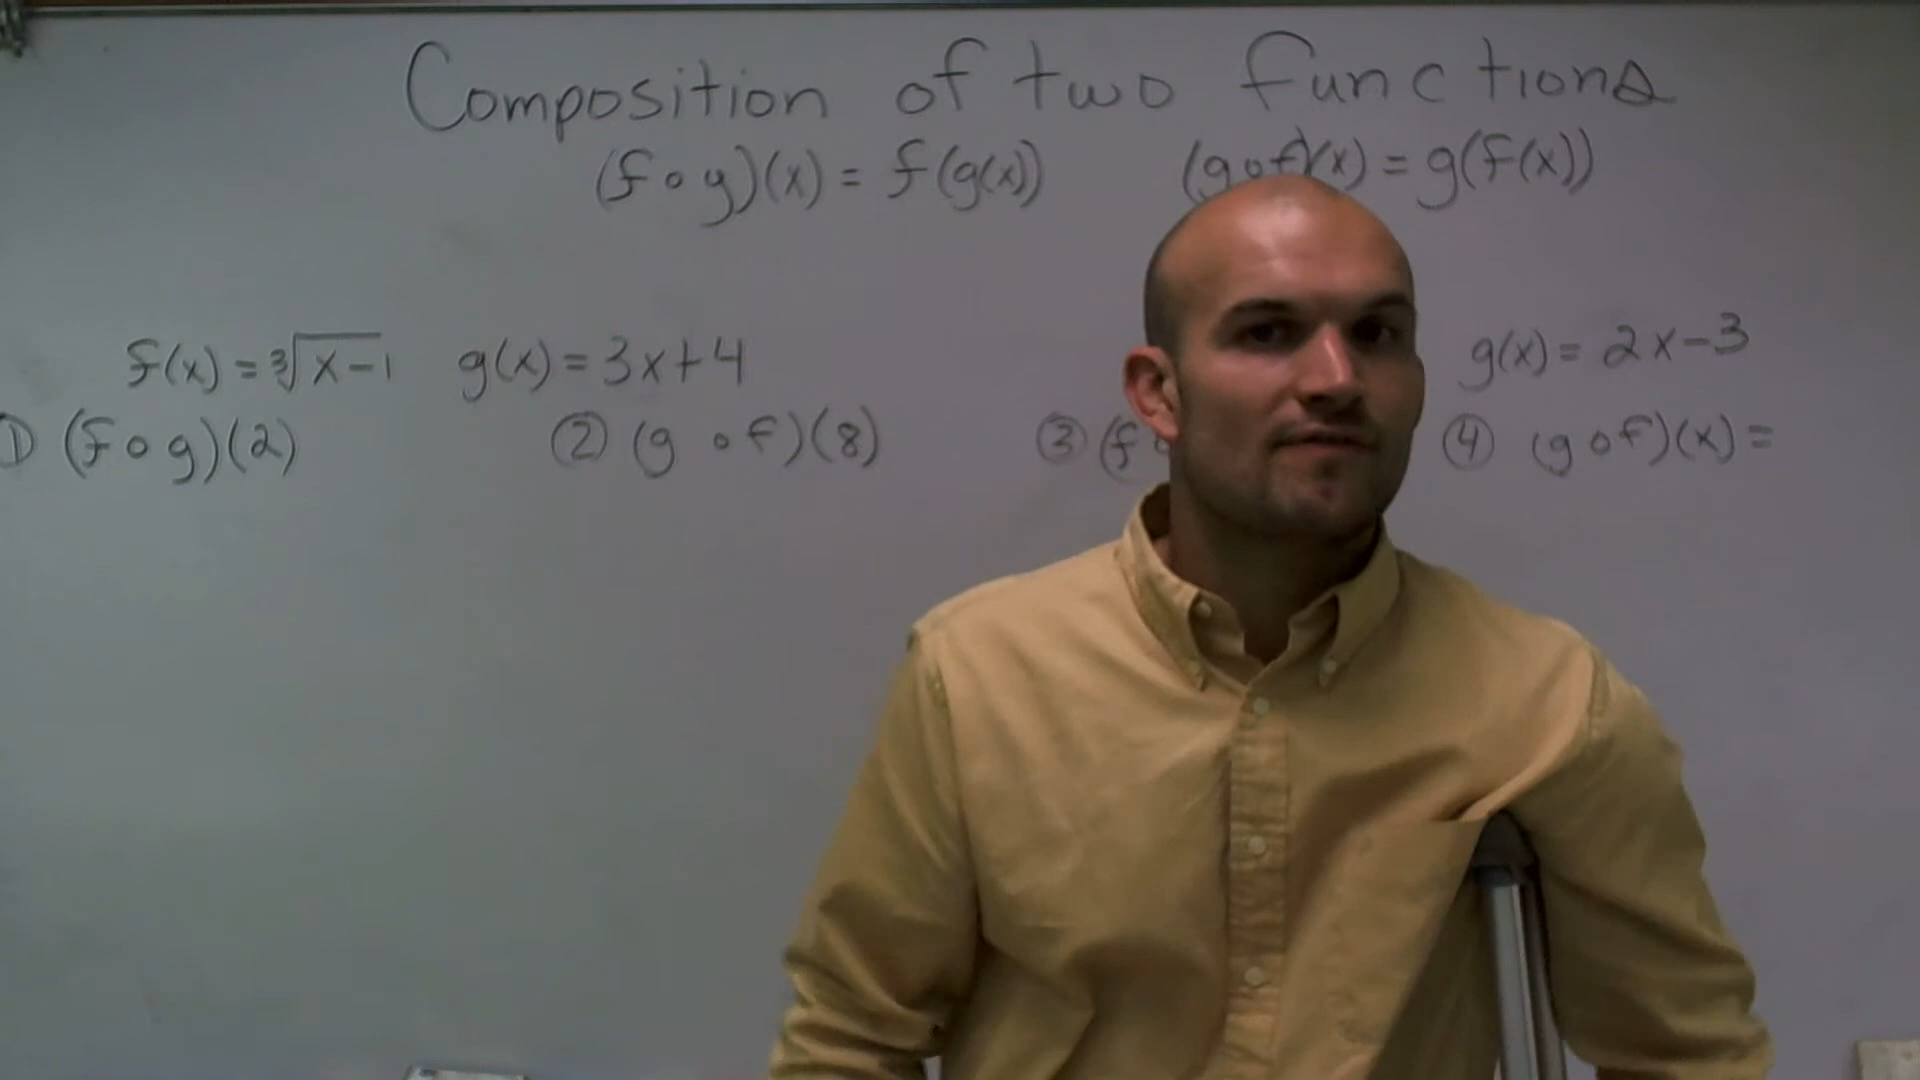 Composition of two functions
(f ∘ g)(x) = f(g(x)) (g ∘ f)(x) = g(f(x))
f(x) = ∛(x-1) g(x) = 3x+4 g(x) = 2x-3
① (f ∘ g)(2) ② (g ∘ f)(8) ③ (f ④ (g ∘ f)(x) =